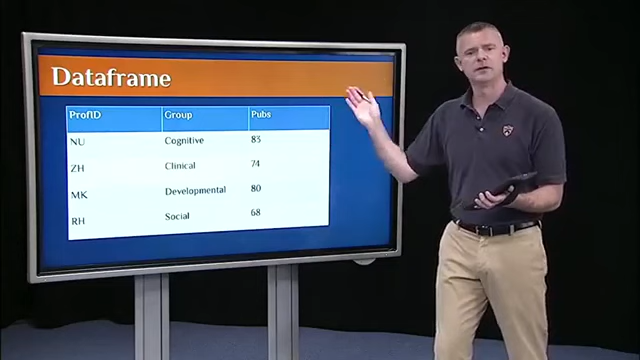 Dataframe
ProfID Group Pubs
NU Cognitive 83
ZH Clinical 74
MK Developmental 80
RH Social 68